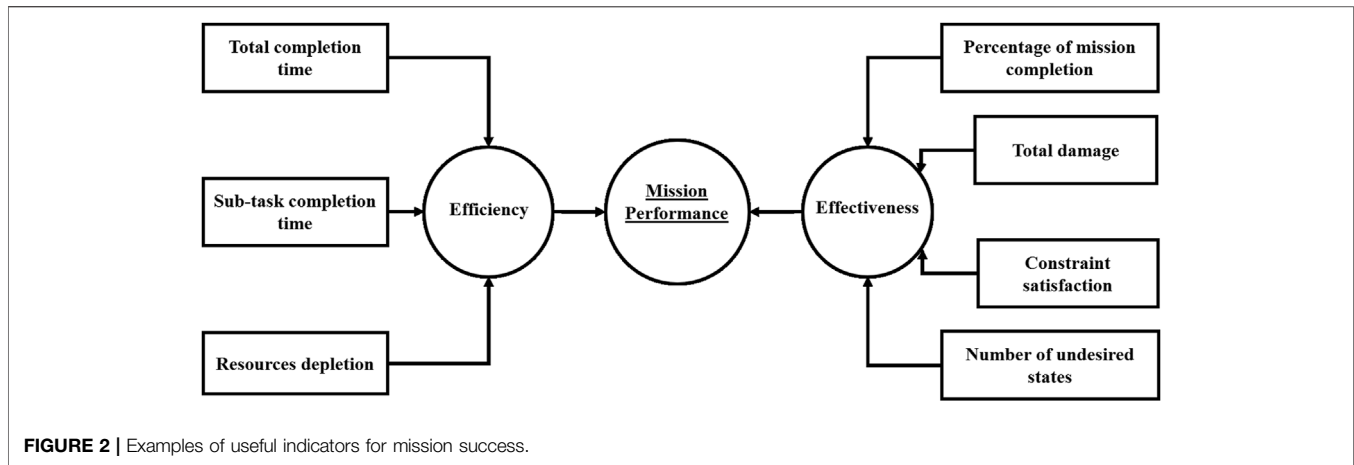 Total completion
time
Sub-task completion
time
Resources depletion
Efficiency
Mission
Performance
Effectiveness
Percentage of mission
completion
Total damage
Constraint
satisfaction
Number of undesired
states
FIGURE 2 | Examples of useful indicators for mission success.